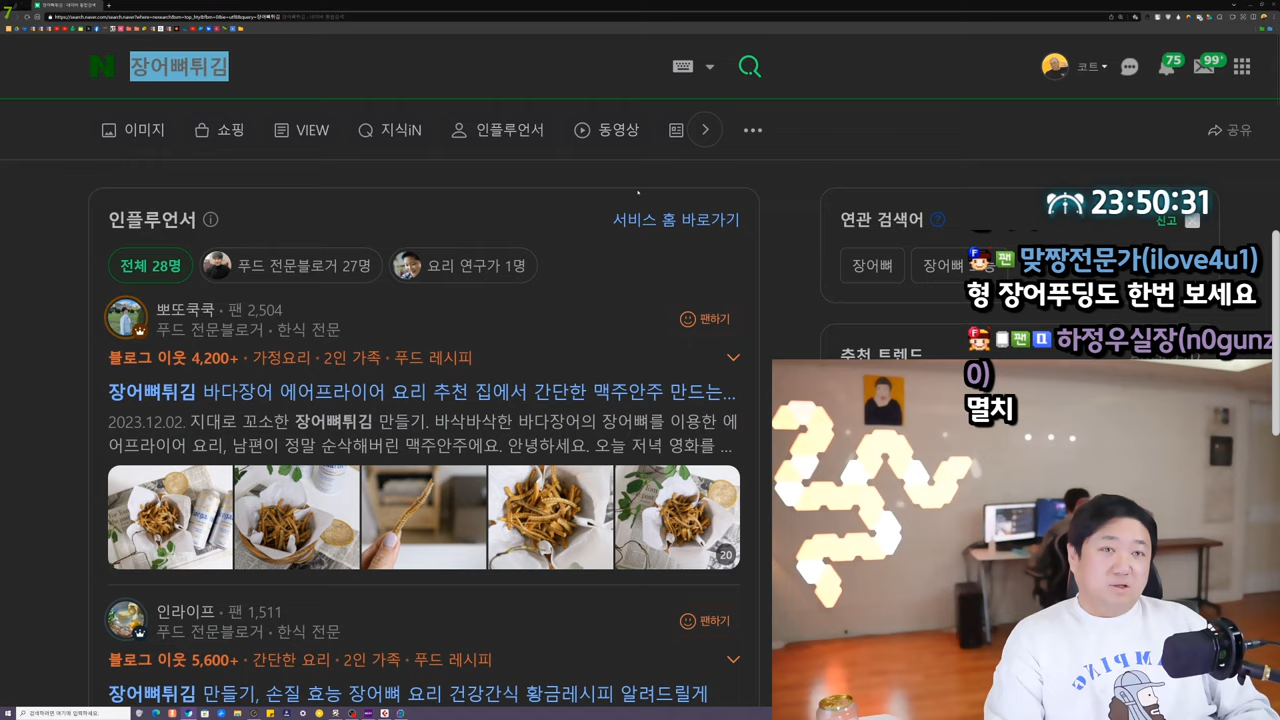 장어뼈튀김
코트
75
99+
이미지
쇼핑
VIEW
지식iN
인플루언서
동영상
공유
인플루언서
서비스 홈 바로가기
전체 28명
푸드 전문블로거 27명
요리 연구가 1명
뽀또쿡쿡 · 팬 2,504
푸드 전문블로거 · 한식 전문
팬하기
블로그 이웃 4,200+ · 가정요리 · 2인 가족 · 푸드 레시피
장어뼈튀김 바다장어 에어프라이어 요리 추천 집에서 간단한 맥주안주 만드는...
2023.12.02. 지대로 꼬소한 장어뼈튀김 만들기. 바삭바삭한 바다장어의 장어뼈를 이용한 에
어프라이어 요리, 남편이 정말 순삭해버린 맥주안주에요. 안녕하세요. 오늘 저녁 영화를 ...
20
인라이프 · 팬 1,511
푸드 전문블로거 · 한식 전문
팬하기
블로그 이웃 5,600+ · 간단한 요리 · 2인 가족 · 푸드 레시피
장어뼈튀김 만들기, 손질 효능 장어뼈 요리 건강간식 황금레시피 알려드릴게
연관 검색어
23:50:31
신고
장어뼈
장어뼈
추천 트렌드
팬 맞짱전문가(ilove4u1)
형 장어푸딩도 한번 보세요
팬 하정우실장(n0gunz
0)
멸치
CAMPING